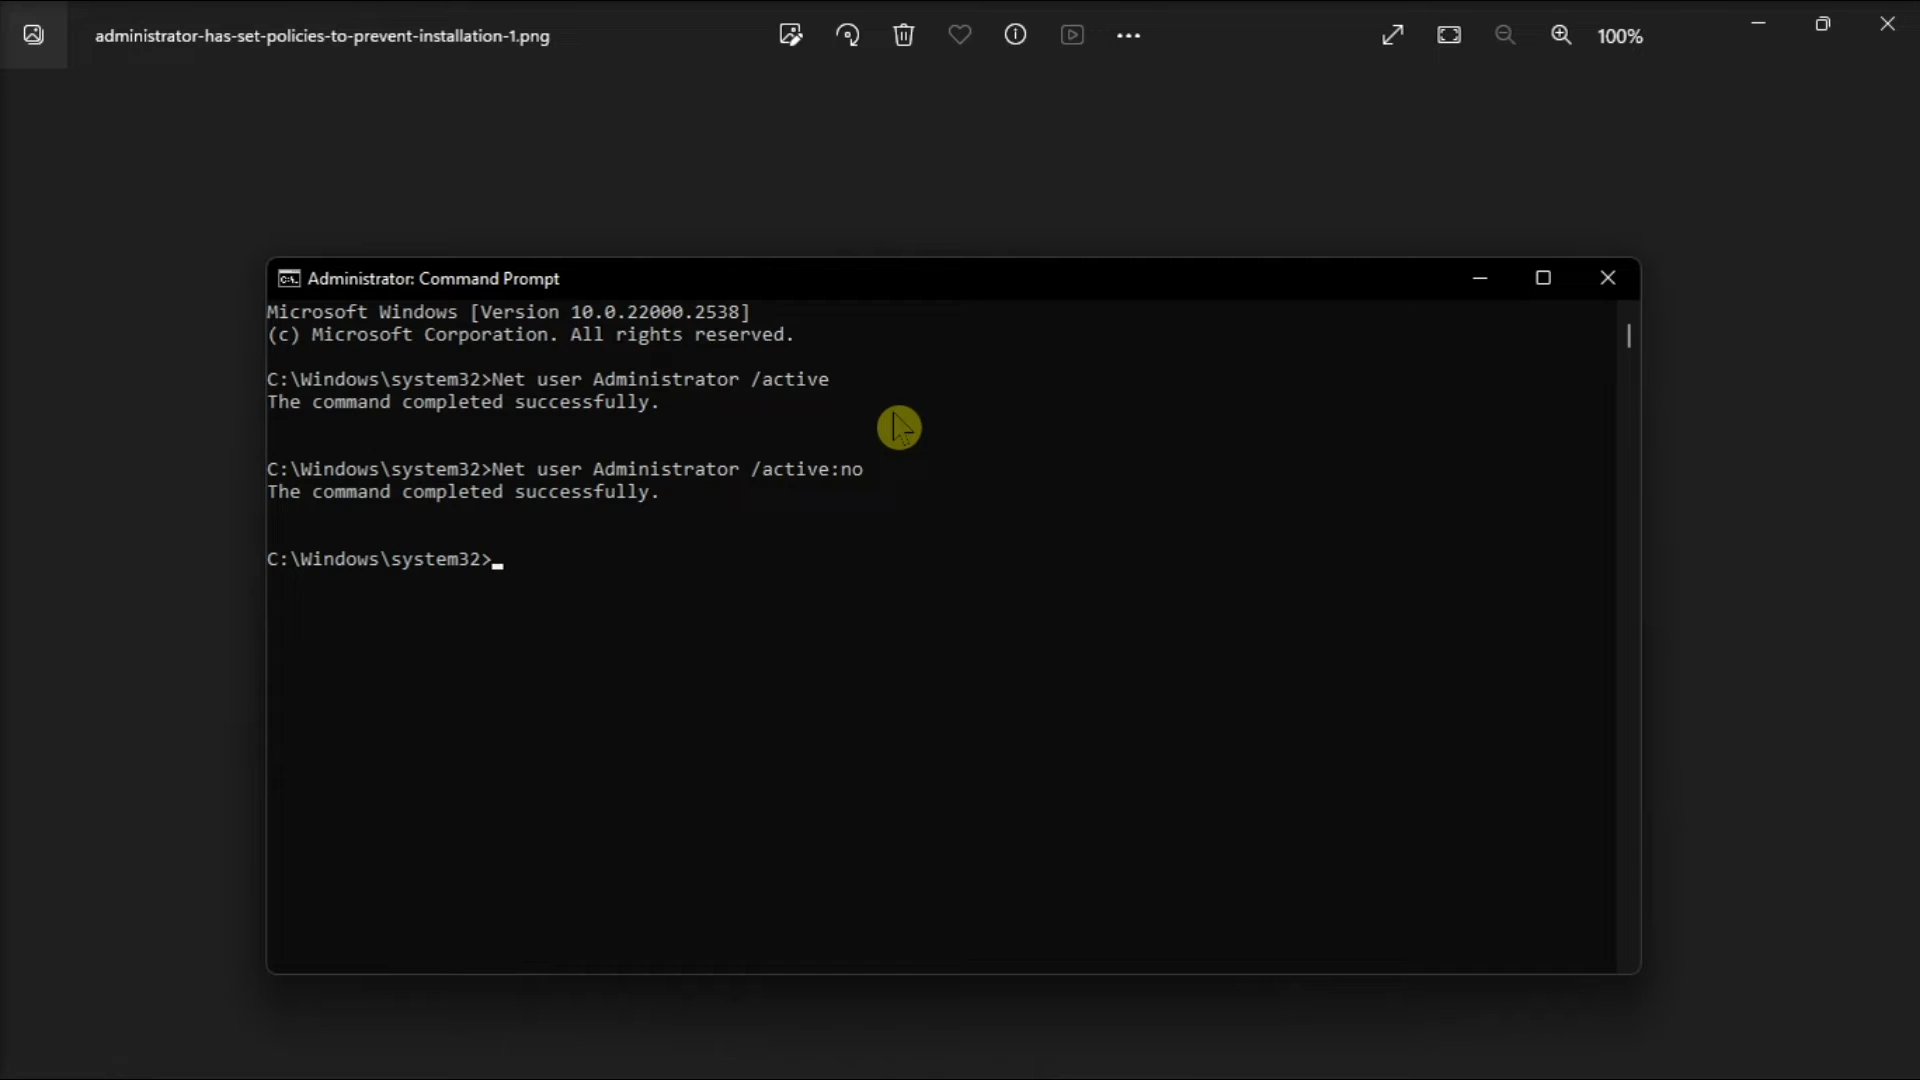 administrator-has-set-policies-to-prevent-installation-1.png
100%
Administrator: Command Prompt
Microsoft Windows [Version 10.0.22000.2538]
(c) Microsoft Corporation. All rights reserved.
C:\Windows\system32>Net user Administrator /active
The command completed successfully.
C:\Windows\system32>Net user Administrator /active:no
The command completed successfully.
C:\Windows\system32>